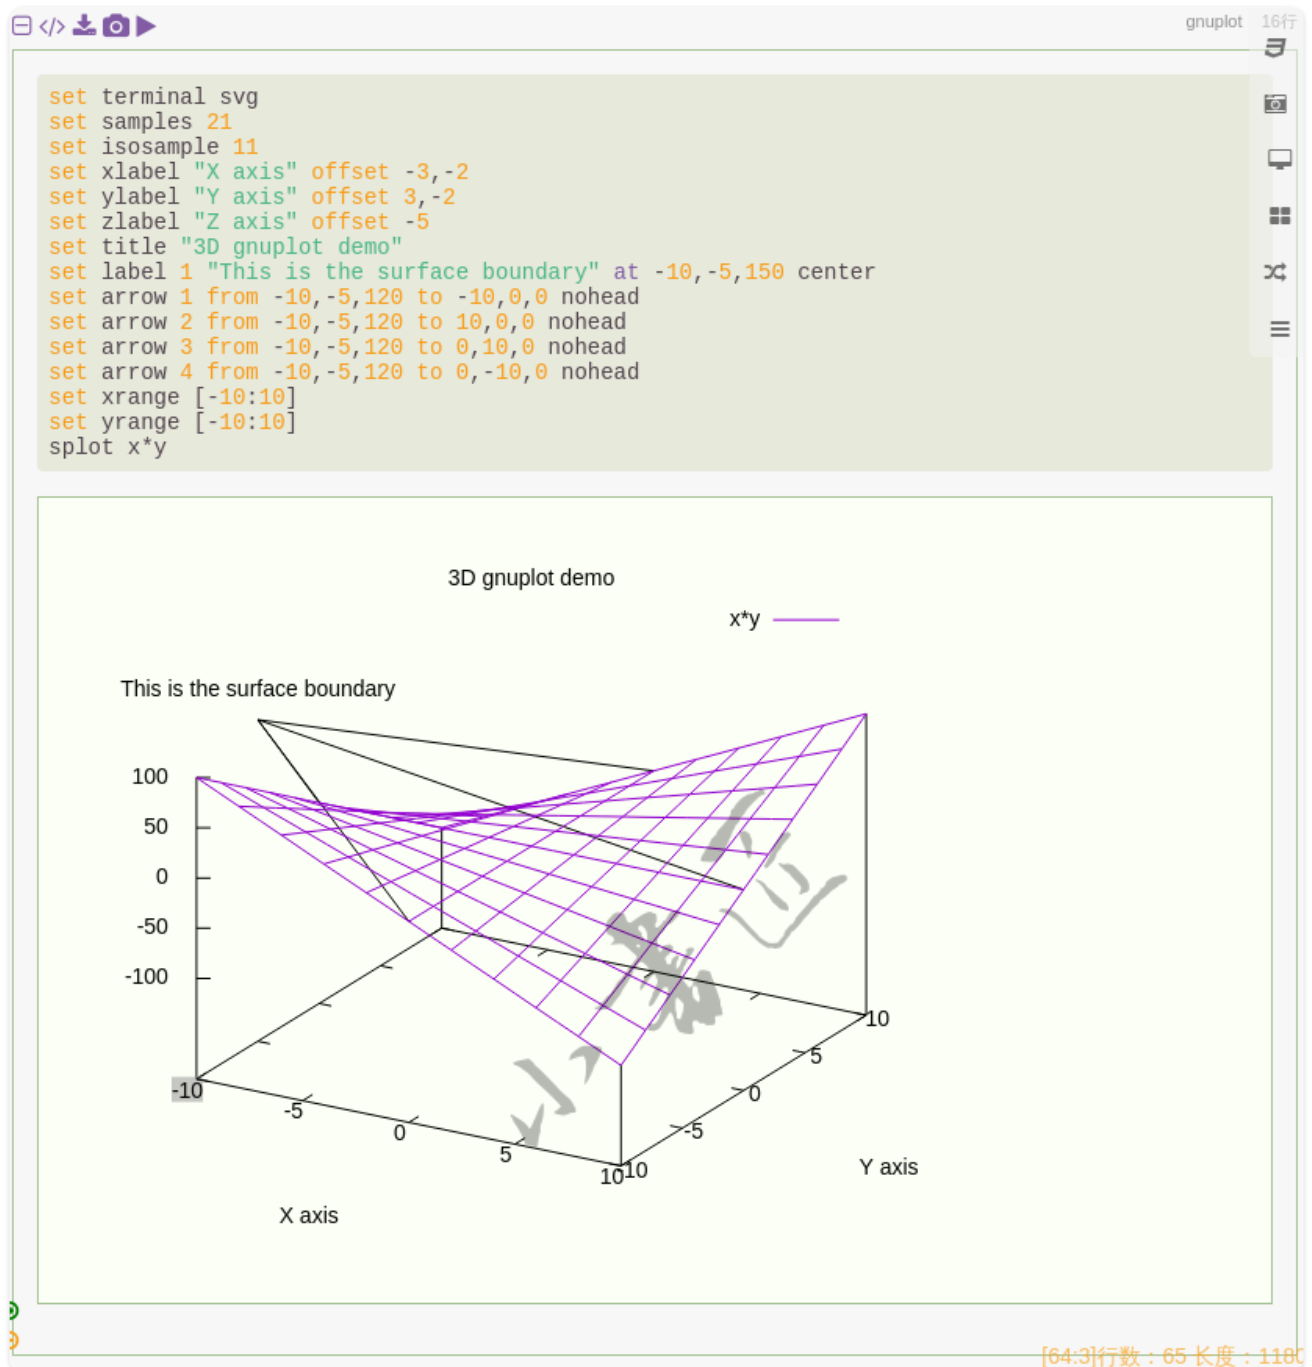 gnuplot 16行
set terminal svg
set samples 21
set isosample 11
set xlabel "X axis" offset -3,-2
set ylabel "Y axis" offset 3,-2
set zlabel "Z axis" offset -5
set title "3D gnuplot demo"
set label 1 "This is the surface boundary" at -10,-5,150 center
set arrow 1 from -10,-5,120 to -10,0,0 nohead
set arrow 2 from -10,-5,120 to 10,0,0 nohead
set arrow 3 from -10,-5,120 to 0,10,0 nohead
set arrow 4 from -10,-5,120 to 0,-10,0 nohead
set xrange [-10:10]
set yrange [-10:10]
splot x*y
3D gnuplot demo
x*y
This is the surface boundary
100
50
0
-50
-100
-10
-5
0
5
10
-10
-5
0
5
10
X axis
Y axis
[64:3]行数：65 长度：1180